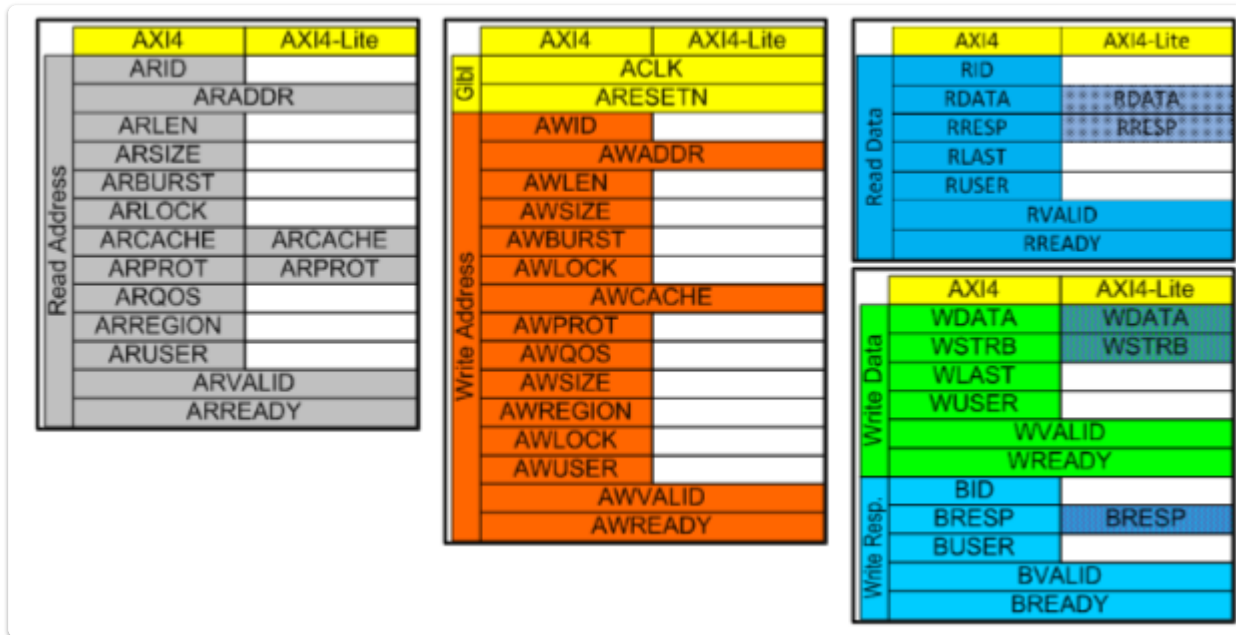 AXI4 AXI4-Lite
Read Address
ARID
ARADDR
ARLEN
ARSIZE
ARBURST
ARLOCK
ARCACHE ARCACHE
ARPROT ARPROT
ARQOS
ARREGION
ARUSER
ARVALID
ARREADY
AXI4 AXI4-Lite
Glbl
ACLK
ARESETN
Write Address
AWID
AWADDR
AWLEN
AWSIZE
AWBURST
AWLOCK
AWCACHE
AWPROT
AWQOS
AWSIZE
AWREGION
AWLOCK
AWUSER
AWVALID
AWREADY
AXI4 AXI4-Lite
Read Data
RID
RDATA RDATA
RRESP RRESP
RLAST
RUSER
RVALID
RREADY
AXI4 AXI4-Lite
Write Data
WDATA WDATA
WSTRB WSTRB
WLAST
WUSER
WVALID
WREADY
Write Resp.
BID
BRESP BRESP
BUSER
BVALID
BREADY